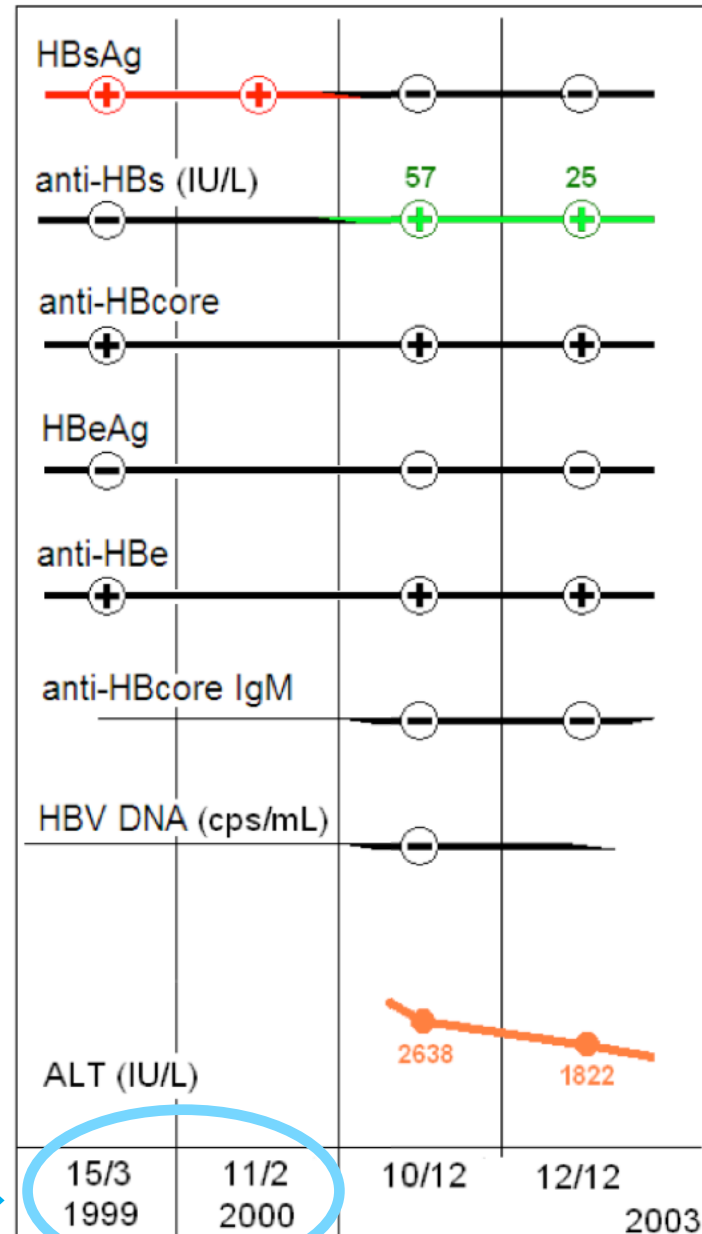 HBsAg
+ + − −
anti-HBs (IU/L) 57 25
− + +
anti-HBcore
+ + +
HBeAg
− − −
anti-HBe
+ + +
anti-HBcore IgM
− −
HBV DNA (cps/mL)
−
ALT (IU/L) 2638 1822
15/3 11/2 10/12 12/12
1999 2000 2003